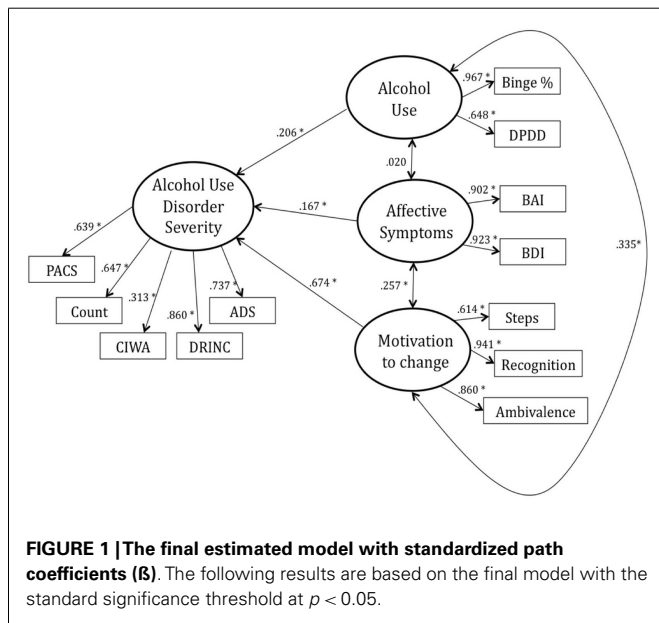 Alcohol
Use
.967 *
Binge %
.648 *
DPDD
.206 *
.020
Alcohol Use
Disorder
Severity
.167 *
Affective
Symptoms
.902 *
BAI
.923 *
BDI
.335*
.639 *
PACS
.647 *
Count
.313 *
CIWA
.860 *
DRINC
.737 *
ADS
.674 *
.257 *
Motivation
to change
.614 *
Steps
.941 *
Recognition
.860 *
Ambivalence
FIGURE 1 | The final estimated model with standardized path
coefficients (ß). The following results are based on the final model with the
standard significance threshold at p < 0.05.